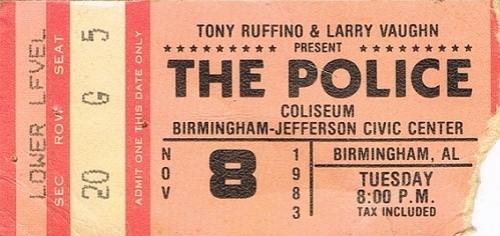 LOWER LEVEL
SEC ROW SEAT
20 G 5
ADMIT ONE THIS DATE ONLY
TONY RUFFINO & LARRY VAUGHN
★★★★★★★★★★ PRESENT ★★★★★★★★★★
THE POLICE
COLISEUM
BIRMINGHAM-JEFFERSON CIVIC CENTER
NOV 8 1983
BIRMINGHAM, AL
TUESDAY
8:00 P.M.
TAX INCLUDED